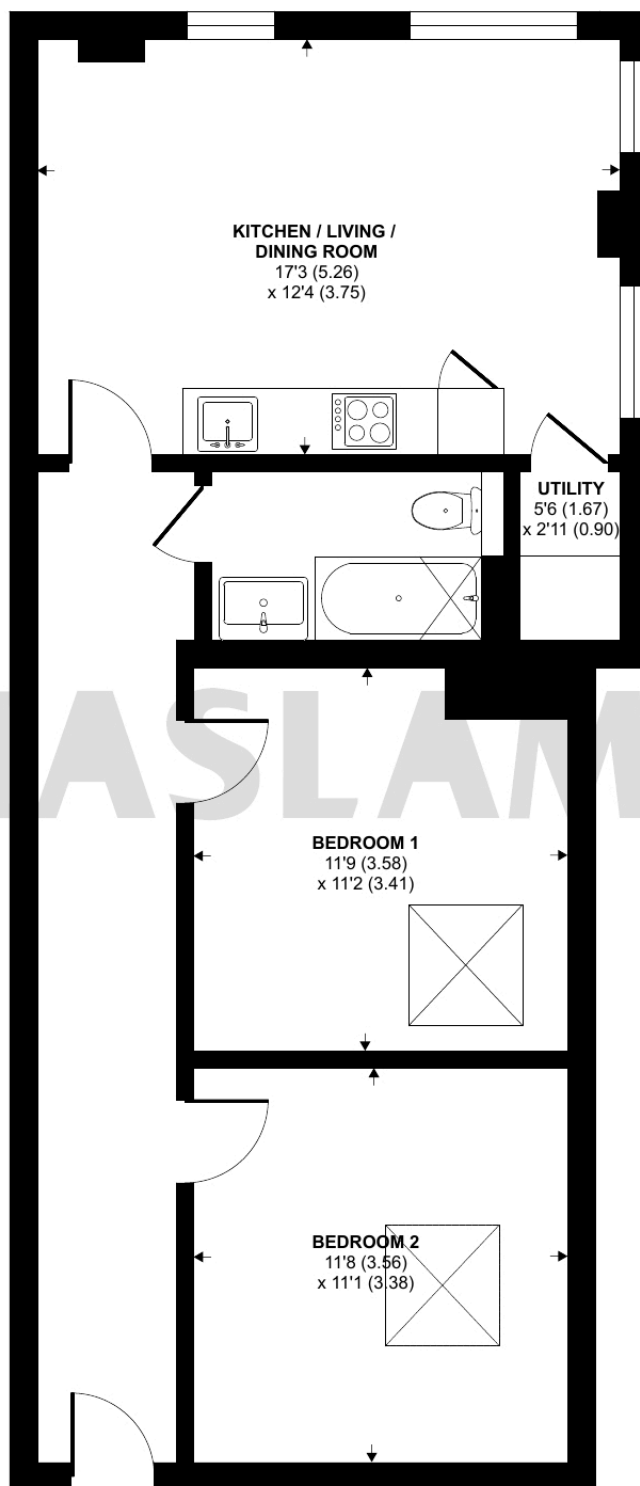 KITCHEN / LIVING /
DINING ROOM
17'3 (5.26)
x 12'4 (3.75)
UTILITY
5'6 (1.67)
x 2'11 (0.90)
ASLAM
BEDROOM 1
11'9 (3.58)
x 11'2 (3.41)
BEDROOM 2
11'8 (3.56)
x 11'1 (3.38)